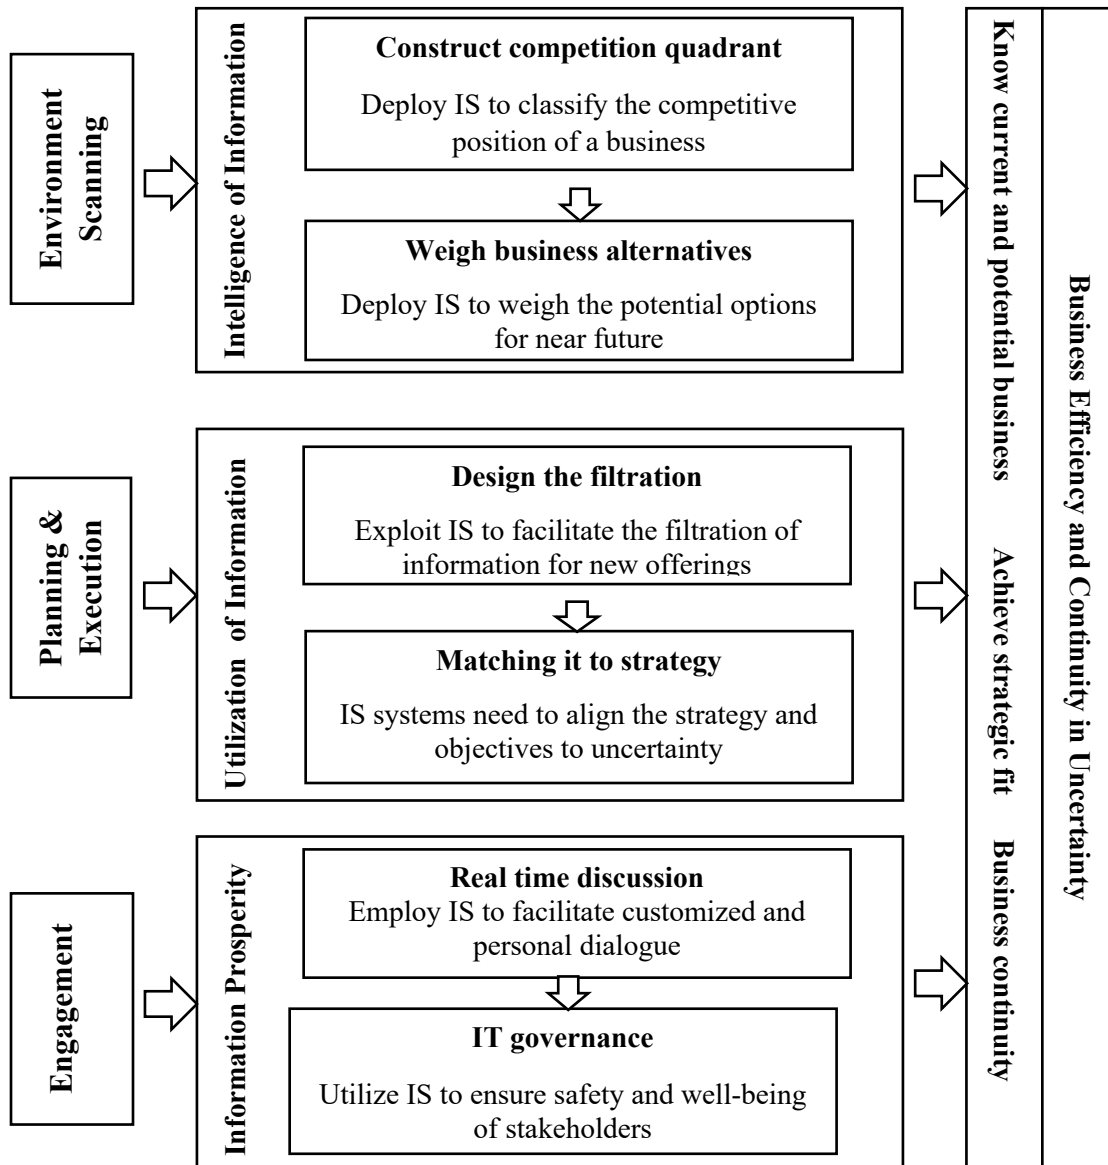 Environment
Scanning
Intelligence of Information
Construct competition quadrant
Deploy IS to classify the competitive
position of a business
Weigh business alternatives
Deploy IS to weigh the potential options
for near future
Planning &
Execution
Utilization of Information
Design the filtration
Exploit IS to facilitate the filtration of
information for new offerings
Matching it to strategy
IS systems need to align the strategy and
objectives to uncertainty
Engagement
Information Prosperity
Real time discussion
Employ IS to facilitate customized and
personal dialogue
IT governance
Utilize IS to ensure safety and well-being
of stakeholders
Know current and potential business
Achieve strategic fit
Business continuity
Business Efficiency and Continuity in Uncertainty